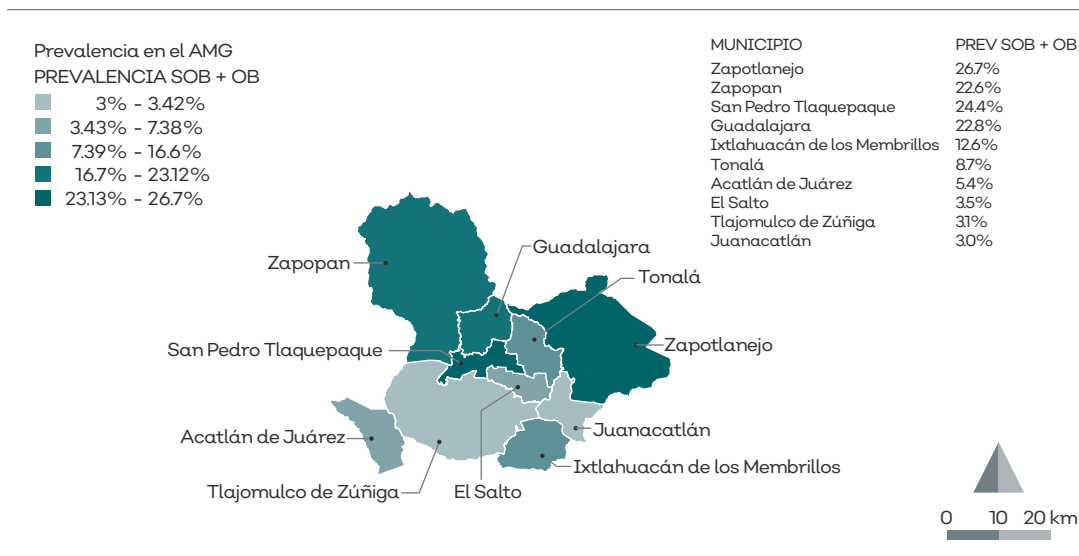 Prevalencia en el AMG
PREVALENCIA SOB + OB
3% - 3.42%
3.43% - 7.38%
7.39% - 16.6%
16.7% - 23.12%
23.13% - 26.7%
MUNICIPIO PREV SOB + OB
Zapotlanejo 26.7%
Zapopan 22.6%
San Pedro Tlaquepaque 24.4%
Guadalajara 22.8%
Ixtlahuacán de los Membrillos 12.6%
Tonalá 8.7%
Acatlán de Juárez 5.4%
El Salto 3.5%
Tlajomulco de Zúñiga 3.1%
Juanacatlán 3.0%
Guadalajara
Zapopan
Tonalá
San Pedro Tlaquepaque
Zapotlanejo
Acatlán de Juárez
Juanacatlán
Ixtlahuacán de los Membrillos
Tlajomulco de Zúñiga
El Salto
0 10 20 km